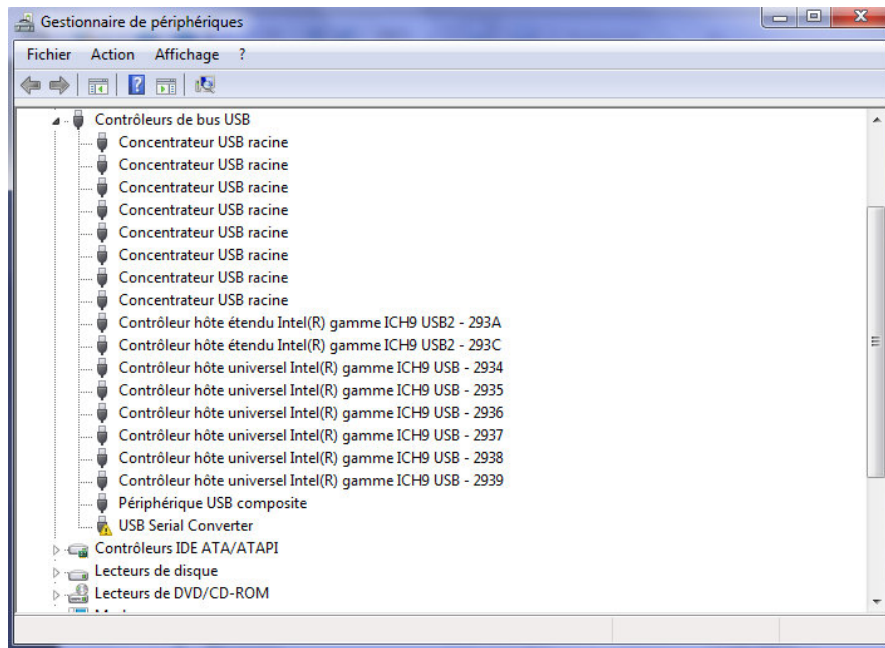 Gestionnaire de périphériques
Fichier Action Affichage ?
Contrôleurs de bus USB
Concentrateur USB racine
Concentrateur USB racine
Concentrateur USB racine
Concentrateur USB racine
Concentrateur USB racine
Concentrateur USB racine
Concentrateur USB racine
Concentrateur USB racine
Contrôleur hôte étendu Intel(R) gamme ICH9 USB2 - 293A
Contrôleur hôte étendu Intel(R) gamme ICH9 USB2 - 293C
Contrôleur hôte universel Intel(R) gamme ICH9 USB - 2934
Contrôleur hôte universel Intel(R) gamme ICH9 USB - 2935
Contrôleur hôte universel Intel(R) gamme ICH9 USB - 2936
Contrôleur hôte universel Intel(R) gamme ICH9 USB - 2937
Contrôleur hôte universel Intel(R) gamme ICH9 USB - 2938
Contrôleur hôte universel Intel(R) gamme ICH9 USB - 2939
Périphérique USB composite
USB Serial Converter
Contrôleurs IDE ATA/ATAPI
Lecteurs de disque
Lecteurs de DVD/CD-ROM